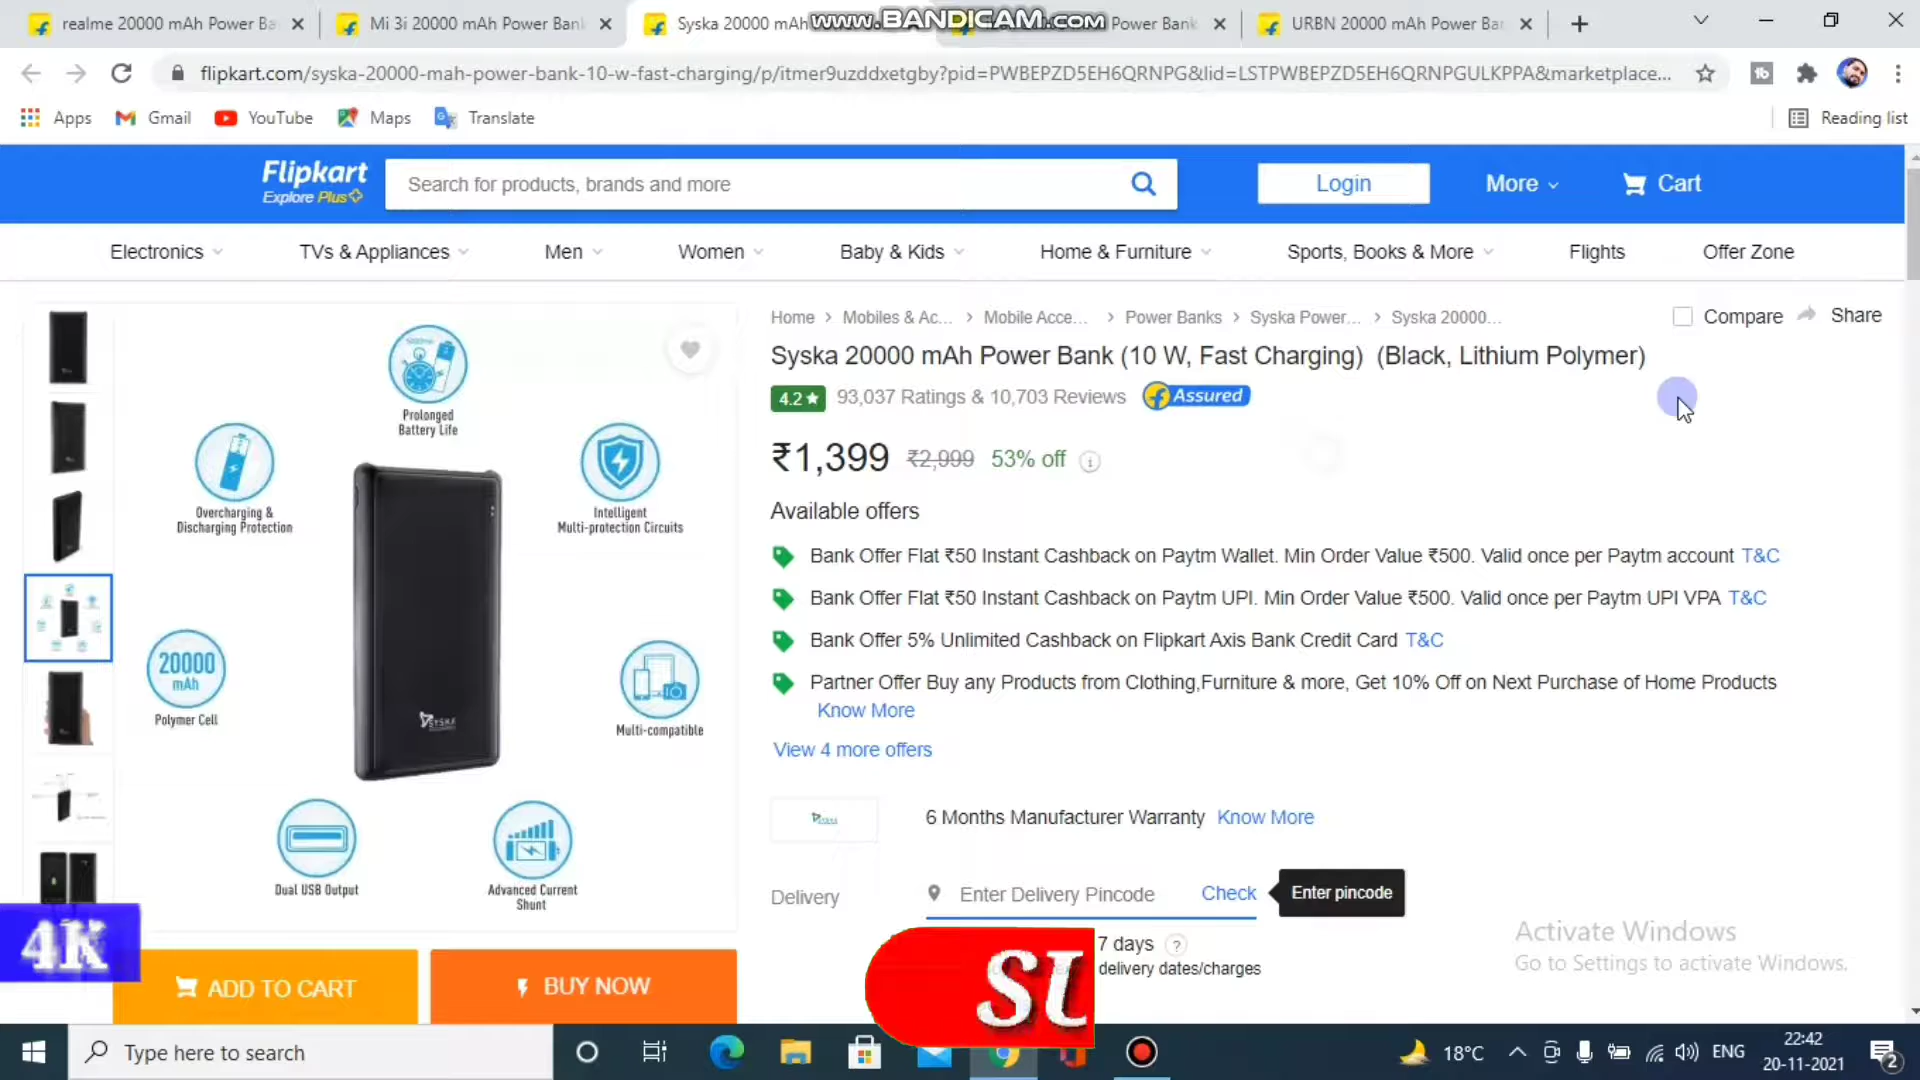 realme 20000 mAh Power Ba
Mi 3i 20000 mAh Power Bank
Syska 20000 mAh
www.BANDICAM.com
Power Bank
URBN 20000 mAh Power Bar
flipkart.com/syska-20000-mah-power-bank-10-w-fast-charging/p/itmer9uzddxetgby?pid=PWBEPZD5EH6QRNPG&lid=LSTPWBEPZD5EH6QRNPGULKPPA&marketplace...
Apps
Gmail
YouTube
Maps
Translate
Reading list
Flipkart
Explore Plus
Search for products, brands and more
Login
More
Cart
Electronics
TVs & Appliances
Men
Women
Baby & Kids
Home & Furniture
Sports, Books & More
Flights
Offer Zone
Home
Mobiles & Ac...
Mobile Acce...
Power Banks
Syska Power...
Syska 20000...
Compare
Share
Syska 20000 mAh Power Bank (10 W, Fast Charging) (Black, Lithium Polymer)
4.2★ 93,037 Ratings & 10,703 Reviews
Assured
₹1,399 ₹2,999 53% off
Available offers
Bank Offer Flat ₹50 Instant Cashback on Paytm Wallet. Min Order Value ₹500. Valid once per Paytm account T&C
Bank Offer Flat ₹50 Instant Cashback on Paytm UPI. Min Order Value ₹500. Valid once per Paytm UPI VPA T&C
Bank Offer 5% Unlimited Cashback on Flipkart Axis Bank Credit Card T&C
Partner Offer Buy any Products from Clothing,Furniture & more, Get 10% Off on Next Purchase of Home Products
Know More
View 4 more offers
6 Months Manufacturer Warranty Know More
Delivery
Enter Delivery Pincode
Check
Enter pincode
7 days ?
delivery dates/charges
Prolonged
Battery Life
Overcharging &
Discharging Protection
Intelligent
Multi-protection Circuits
20000
mAh
Polymer Cell
SYSKA
Multi-compatible
Dual USB Output
Advanced Current
Shunt
4K
ADD TO CART
BUY NOW
SU
Activate Windows
Go to Settings to activate Windows.
Type here to search
18°C
ENG
22:42
20-11-2021
2